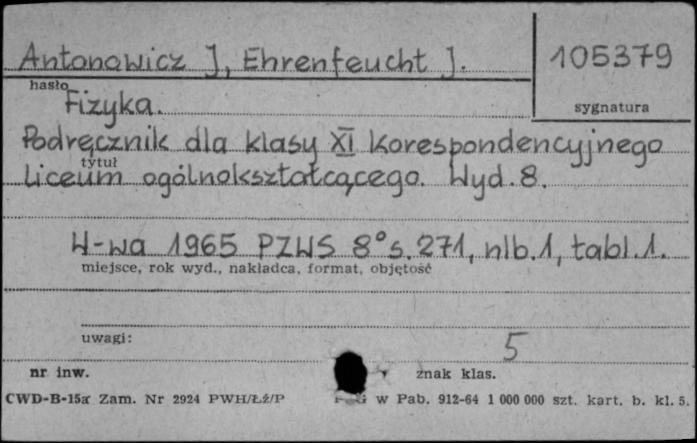 Antonowicz J, Ehrenfeucht J.
105379
hasło
sygnatura
Fizyka.
Podręcznik dla klasy XI Korespondencyjnego
tytuł
Liceum ogólnokształcącego. Wyd. 8.
W-wa 1965 PZWS 8° s. 271, nlb. 1, tabl. 1.
miejsce, rok wyd., nakładca, format, objętość
uwagi:
5
nr inw.
znak klas.
CWD-B-15a Zam. Nr 2924 PWH/ŁŹ/P w Pab. 912-64 1 000 000 szt. kart. b. kl. 5.